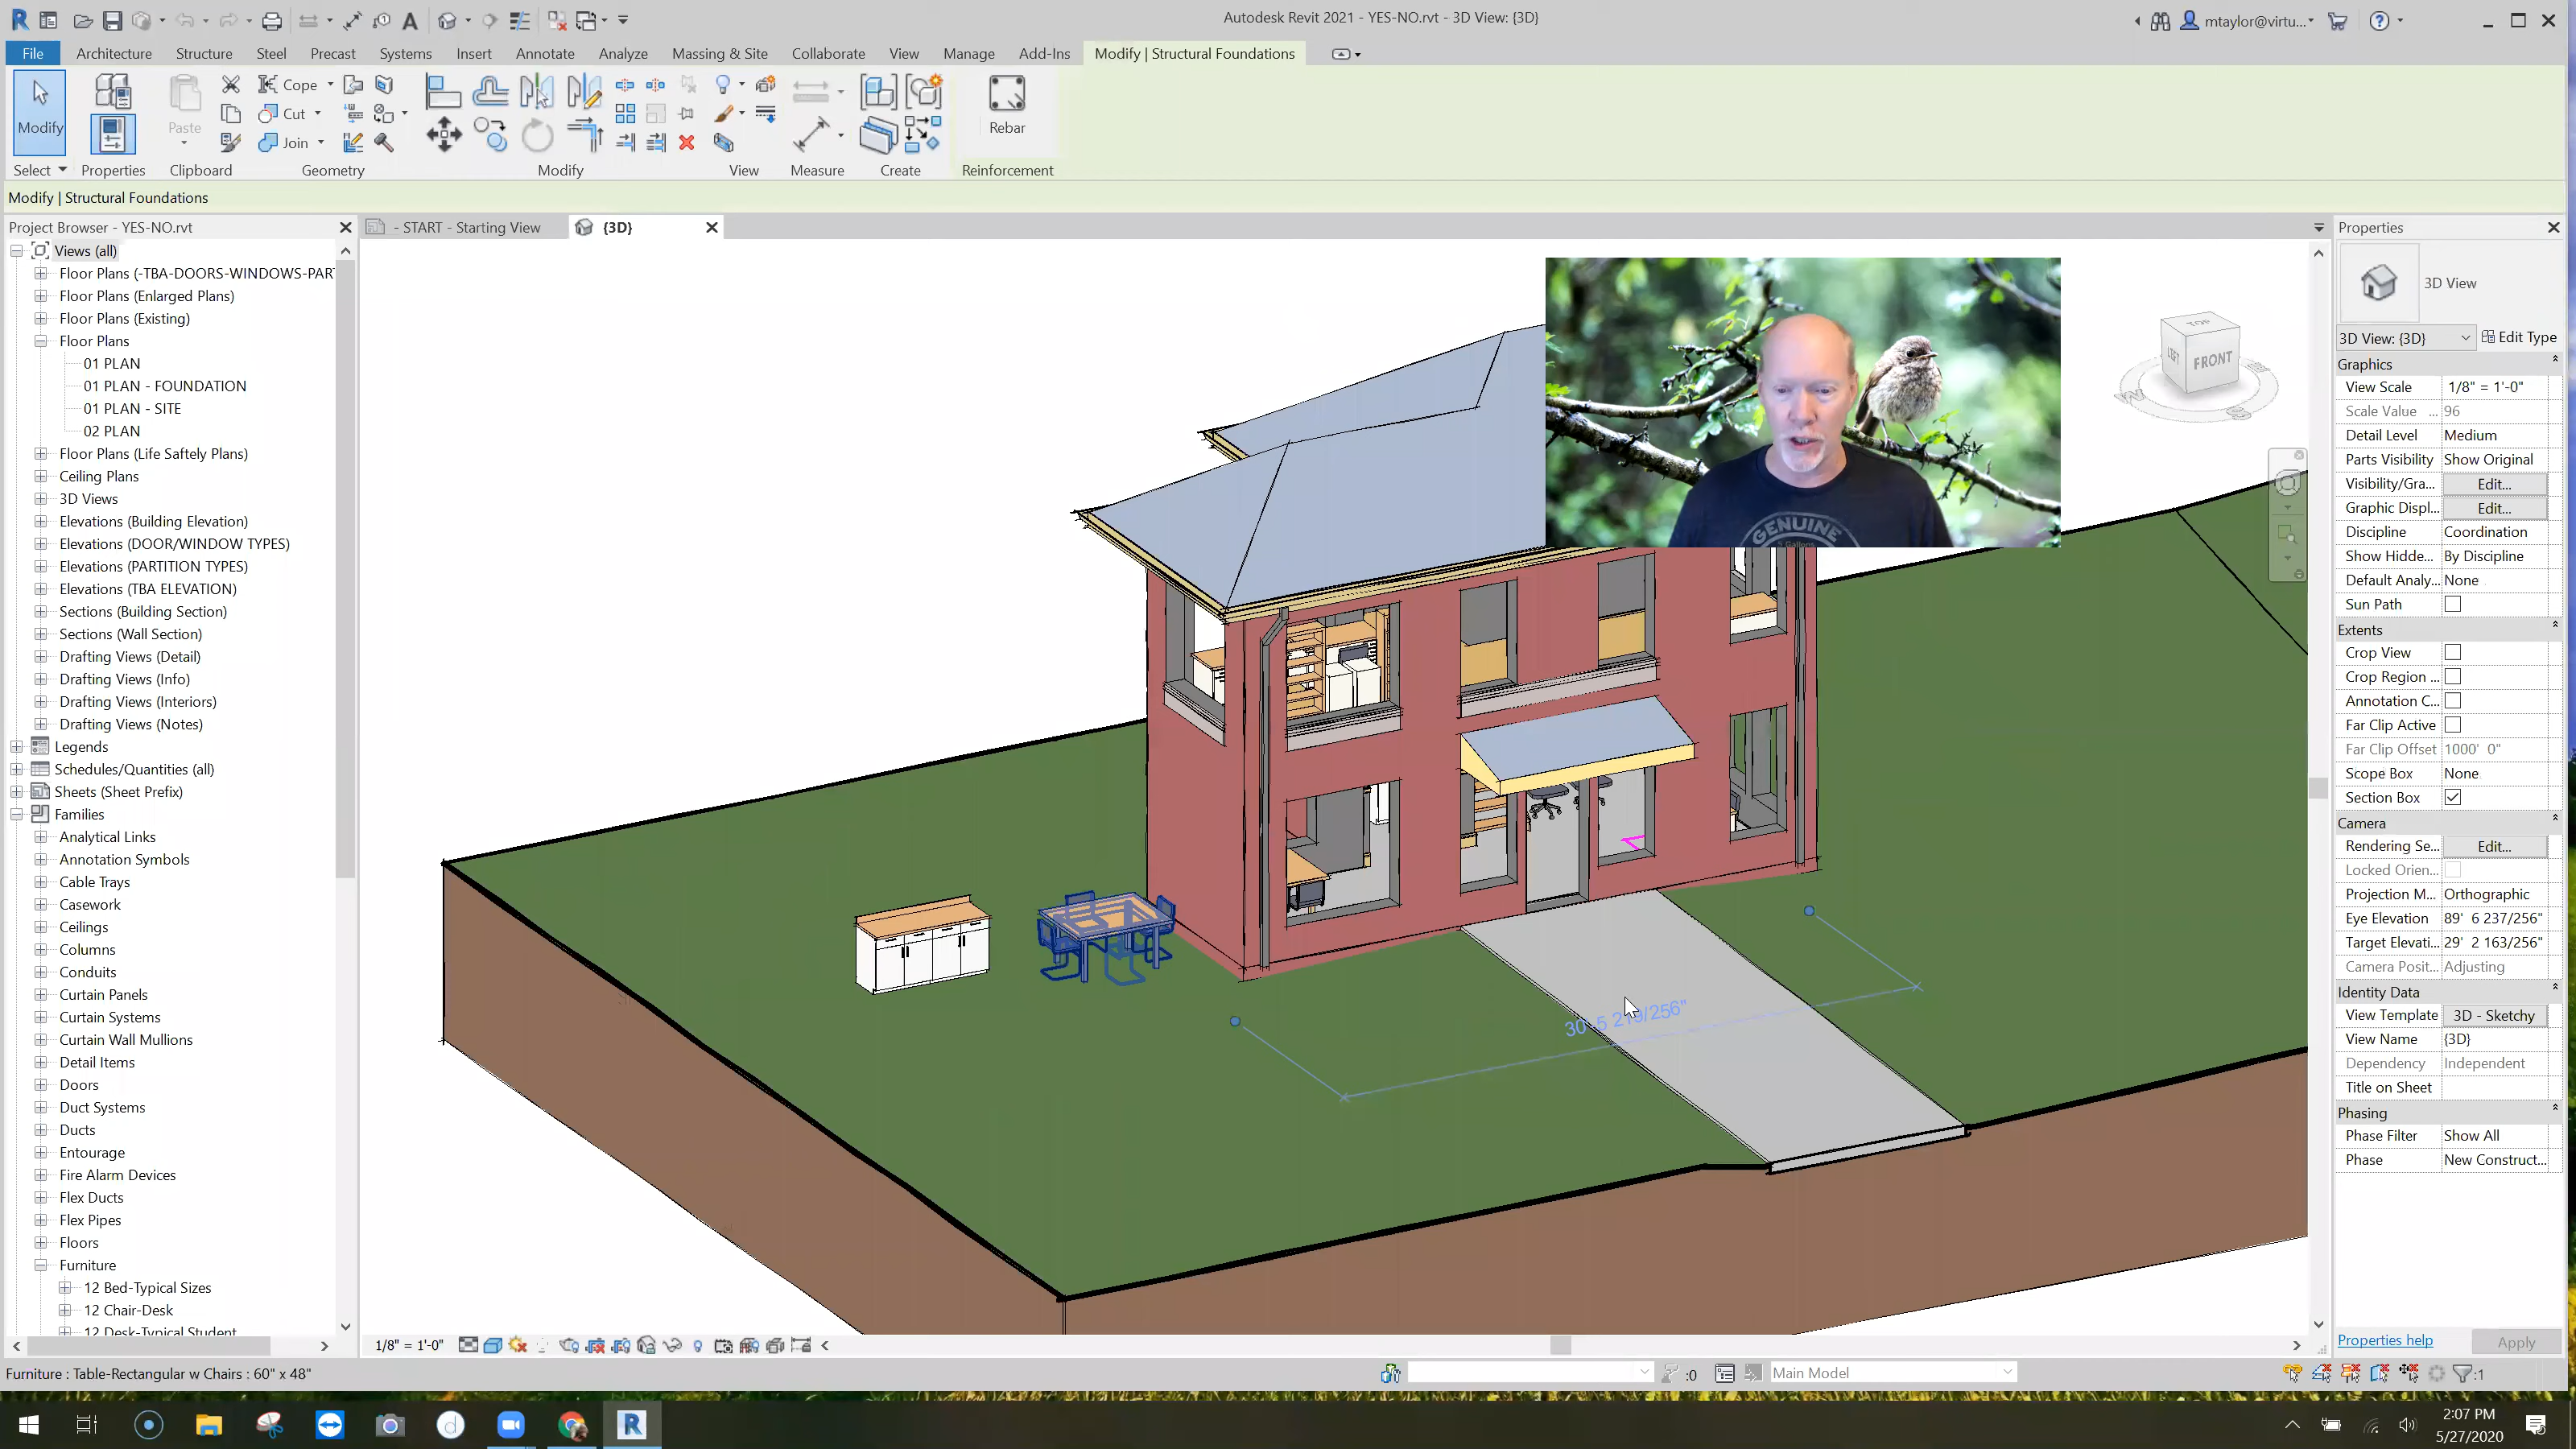 Autodesk Revit 2021 - YES-NO.rvt - 3D View: {3D}
mtaylor@virtu...
File Architecture Structure Steel Precast Systems Insert Annotate Analyze Massing & Site Collaborate View Manage Add-Ins Modify | Structural Foundations
Modify
Paste
Cope
Cut
Join
Rebar
Select Properties Clipboard Geometry Modify View Measure Create Reinforcement
Modify | Structural Foundations
Project Browser - YES-NO.rvt
Views (all)
Floor Plans (-TBA-DOORS-WINDOWS-PAR
Floor Plans (Enlarged Plans)
Floor Plans (Existing)
Floor Plans
01 PLAN
01 PLAN - FOUNDATION
01 PLAN - SITE
02 PLAN
Floor Plans (Life Saftely Plans)
Ceiling Plans
3D Views
Elevations (Building Elevation)
Elevations (DOOR/WINDOW TYPES)
Elevations (PARTITION TYPES)
Elevations (TBA ELEVATION)
Sections (Building Section)
Sections (Wall Section)
Drafting Views (Detail)
Drafting Views (Info)
Drafting Views (Interiors)
Drafting Views (Notes)
Legends
Schedules/Quantities (all)
Sheets (Sheet Prefix)
Families
Analytical Links
Annotation Symbols
Cable Trays
Casework
Ceilings
Columns
Conduits
Curtain Panels
Curtain Systems
Curtain Wall Mullions
Detail Items
Doors
Duct Systems
Ducts
Entourage
Fire Alarm Devices
Flex Ducts
Flex Pipes
Floors
Furniture
12 Bed-Typical Sizes
12 Chair-Desk
12 Desk-Typical Student
- START - Starting View
{3D}
GENUINE
5 Gallons
TOP
LEFT
FRONT
W
S
30' 5 219/256"
Properties
3D View
3D View: {3D} Edit Type
Graphics
View Scale 1/8" = 1'-0"
Scale Value ... 96
Detail Level Medium
Parts Visibility Show Original
Visibility/Gra... Edit...
Graphic Displ... Edit...
Discipline Coordination
Show Hidde... By Discipline
Default Analy... None
Sun Path
Extents
Crop View
Crop Region ...
Annotation C...
Far Clip Active
Far Clip Offset 1000' 0"
Scope Box None
Section Box
Camera
Rendering Se... Edit...
Locked Orien...
Projection M... Orthographic
Eye Elevation 89' 6 237/256"
Target Elevati... 29' 2 163/256"
Camera Posit... Adjusting
Identity Data
View Template 3D - Sketchy
View Name {3D}
Dependency Independent
Title on Sheet
Phasing
Phase Filter Show All
Phase New Construct...
Properties help Apply
1/8" = 1'-0"
Furniture : Table-Rectangular w Chairs : 60" x 48"
:0
Main Model
:1
2:07 PM
5/27/2020